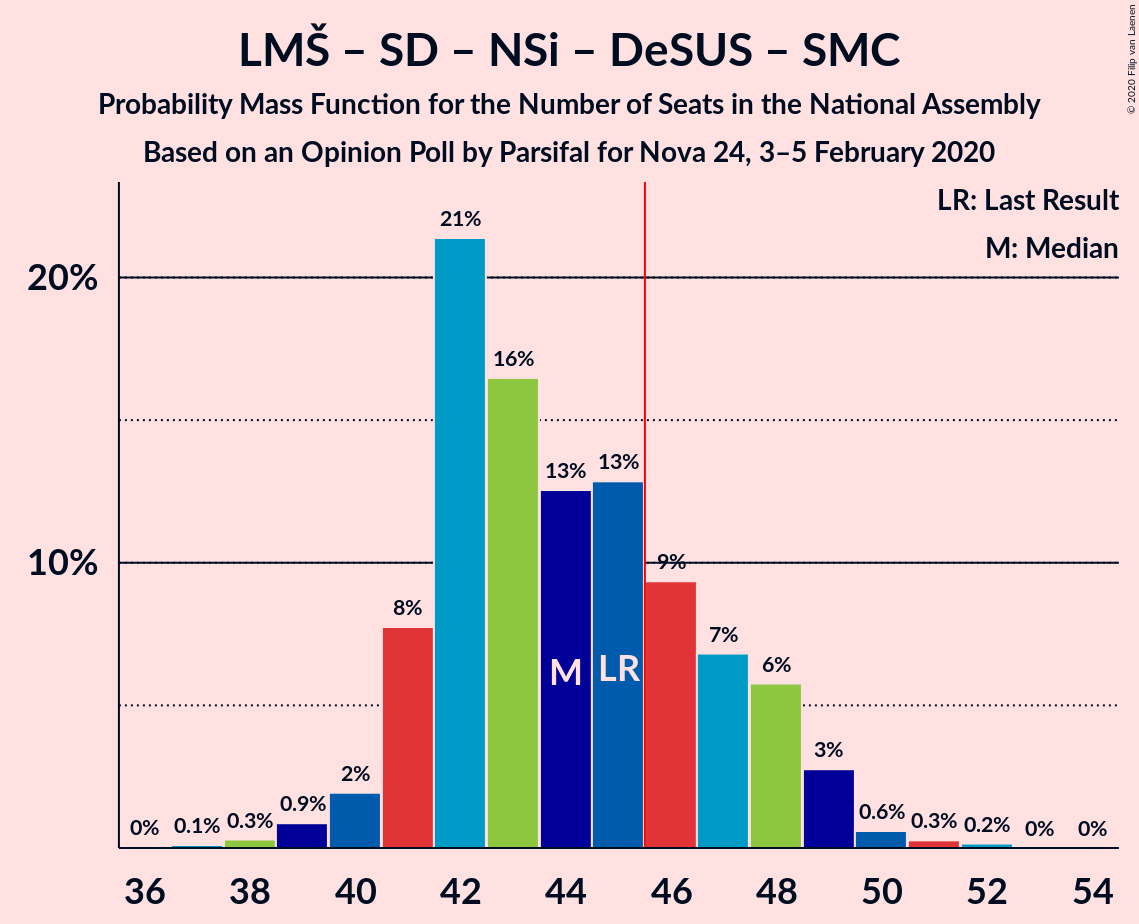 LMŠ – SD – NSi – DeSUS – SMC
Probability Mass Function for the Number of Seats in the National Assembly
Based on an Opinion Poll by Parsifal for Nova 24, 3–5 February 2020
© 2020 Filip van Laenen
LR: Last Result
M: Median
20%
10%
0%
0.1%
0.3%
0.9%
2%
8%
21%
16%
13%
13%
9%
7%
6%
3%
0.6%
0.3%
0.2%
0%
0%
M
LR
36 38 40 42 44 46 48 50 52 54